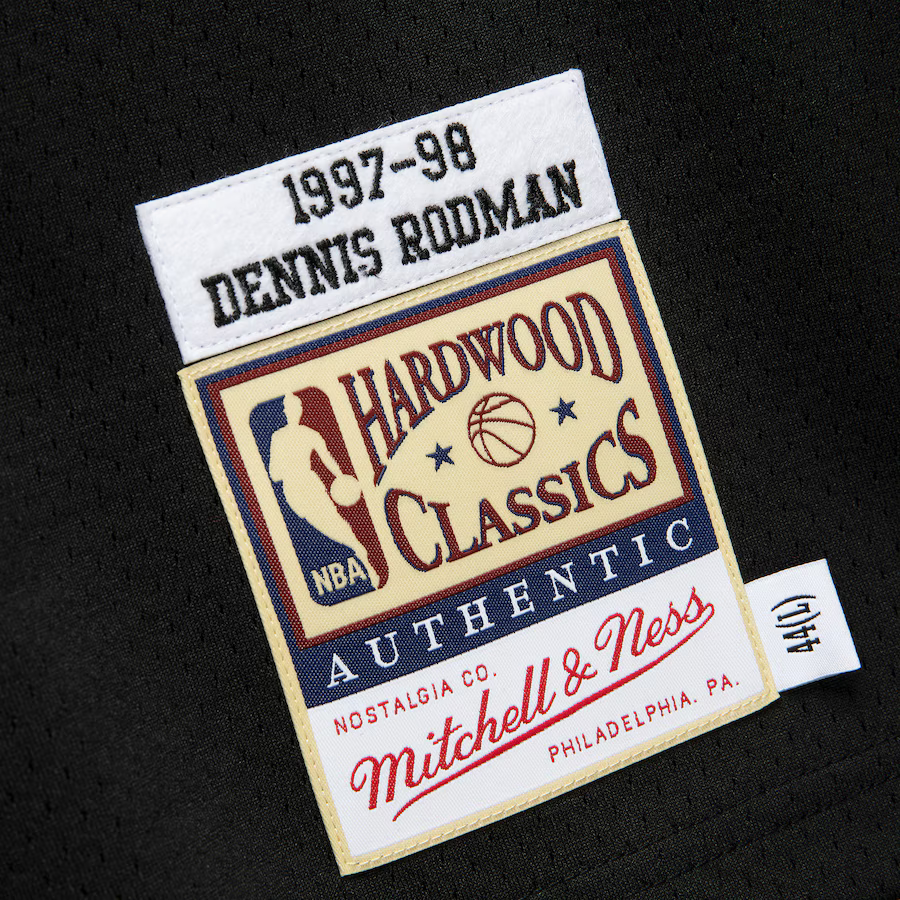 1997-98
DENNIS RODMAN
HARDWOOD
CLASSICS
NBA
AUTHENTIC
NOSTALGIA CO.
Mitchell & Ness
PHILADELPHIA, PA.
44(L)